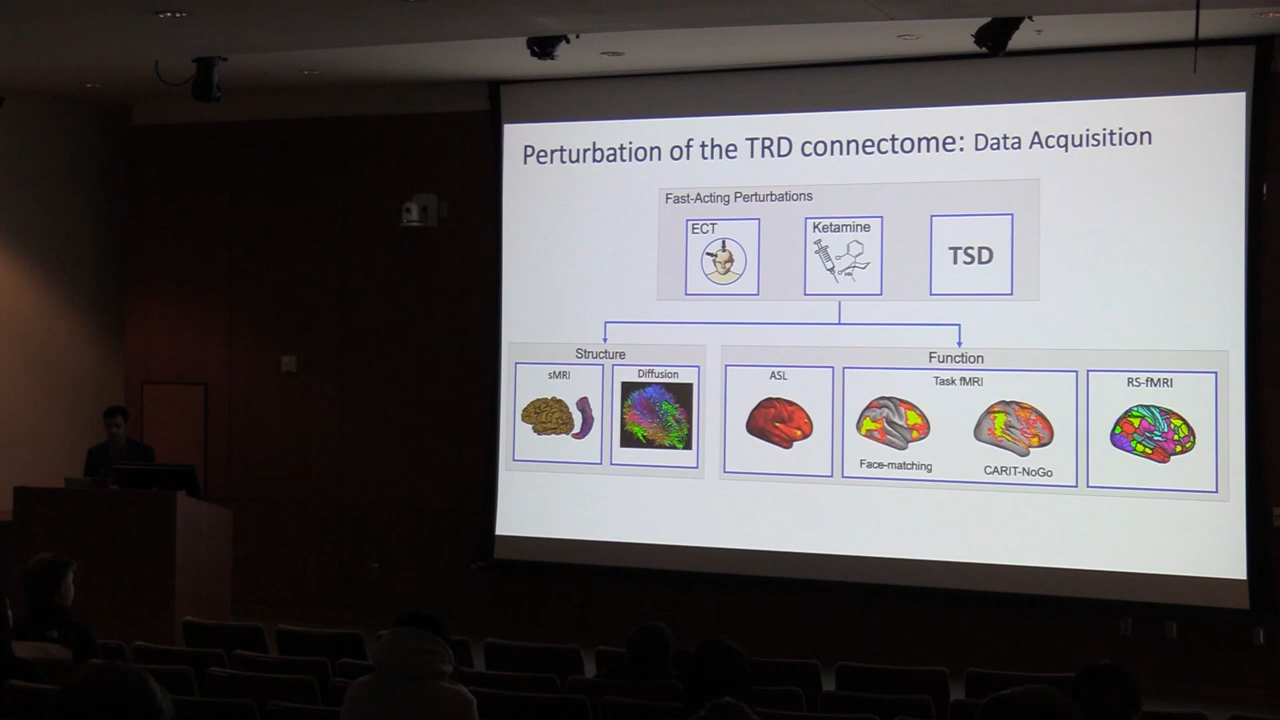 Perturbation of the TRD connectome: Data Acquisition
Fast-Acting Perturbations
ECT
Ketamine
TSD
Structure
Function
sMRI
Diffusion
ASL
Task fMRI
RS-fMRI
Face-matching
CARIT-NoGo